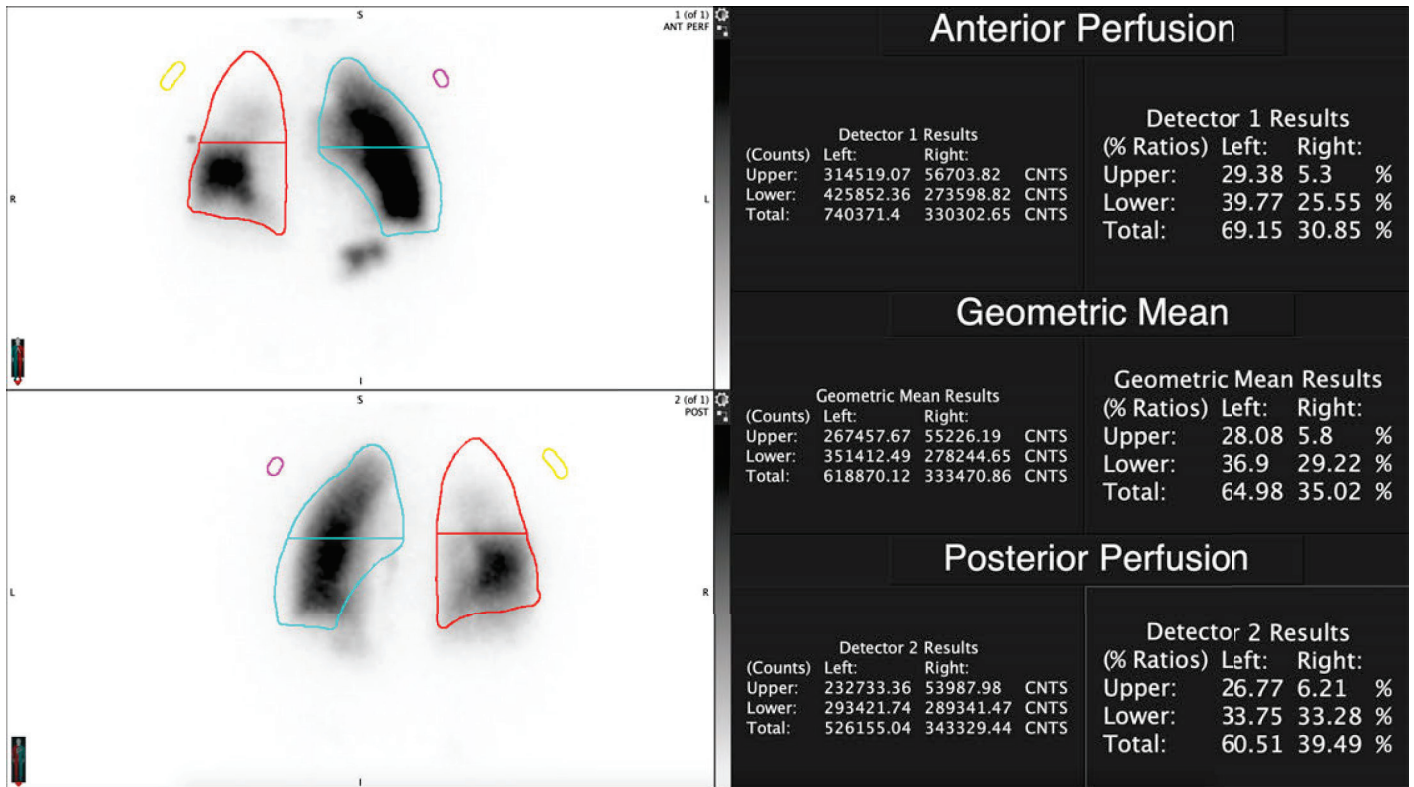 S
1 (of 1)
ANT PERF
R
L
I
S
2 (of 1)
POST
L
R
I
Anterior Perfusion
Detector 1 Results
(Counts) Left: Right:
Upper: 314519.07 56703.82 CNTS
Lower: 425852.36 273598.82 CNTS
Total: 740371.4 330302.65 CNTS
Detector 1 Results
(% Ratios) Left: Right:
Upper: 29.38 5.3 %
Lower: 39.77 25.55 %
Total: 69.15 30.85 %
Geometric Mean
Geometric Mean Results
(Counts) Left: Right:
Upper: 267457.67 55226.19 CNTS
Lower: 351412.49 278244.65 CNTS
Total: 618870.12 333470.86 CNTS
Geometric Mean Results
(% Ratios) Left: Right:
Upper: 28.08 5.8 %
Lower: 36.9 29.22 %
Total: 64.98 35.02 %
Posterior Perfusion
Detector 2 Results
(Counts) Left: Right:
Upper: 232733.36 53987.98 CNTS
Lower: 293421.74 289341.47 CNTS
Total: 526155.04 343329.44 CNTS
Detector 2 Results
(% Ratios) Left: Right:
Upper: 26.77 6.21 %
Lower: 33.75 33.28 %
Total: 60.51 39.49 %